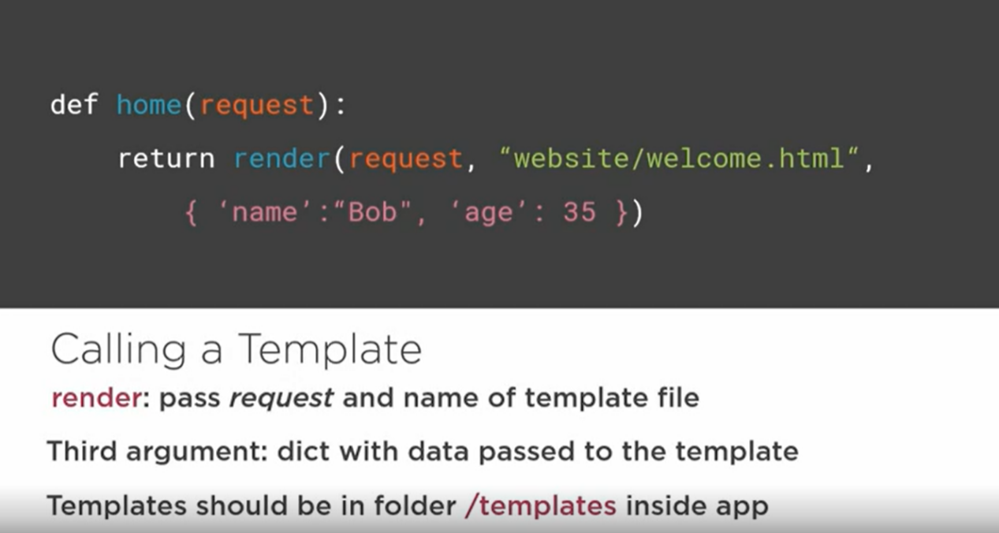 def home(request):
return render(request, “website/welcome.html“,
{ ‘name’:“Bob", ‘age’: 35 })
Calling a Template
render: pass request and name of template file
Third argument: dict with data passed to the template
Templates should be in folder /templates inside app